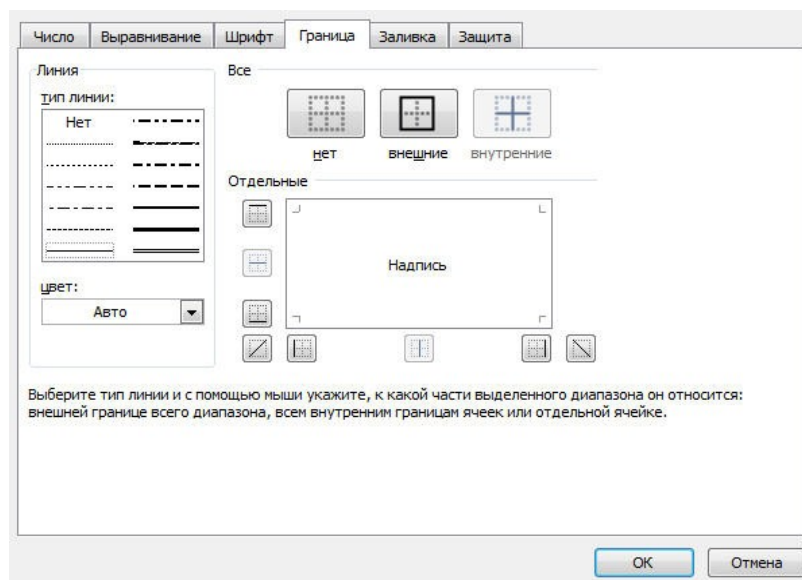 Число Выравнивание Шрифт Граница Заливка Защита
Линия
тип линии:
Нет
цвет:
Авто
Все
нет внешние внутренние
Отдельные
Надпись
Выберите тип линии и с помощью мыши укажите, к какой части выделенного диапазона он относится:
внешней границе всего диапазона, всем внутренним границам ячеек или отдельной ячейке.
ОК Отмена